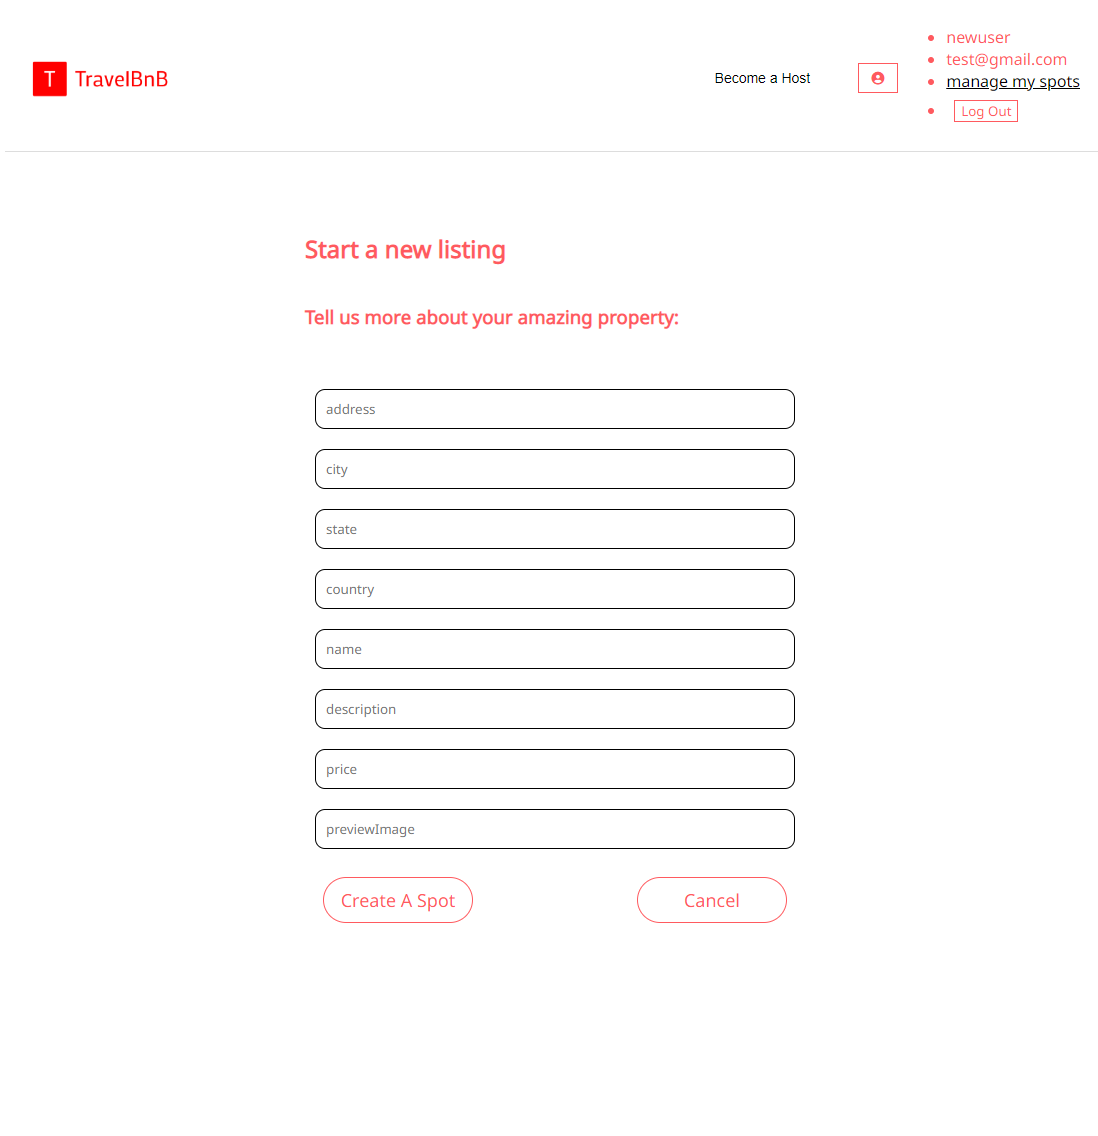 T TravelBnB
Become a Host
newuser
test@gmail.com
manage my spots
Log Out
Start a new listing
Tell us more about your amazing property:
address
city
state
country
name
description
price
previewImage
Create A Spot
Cancel